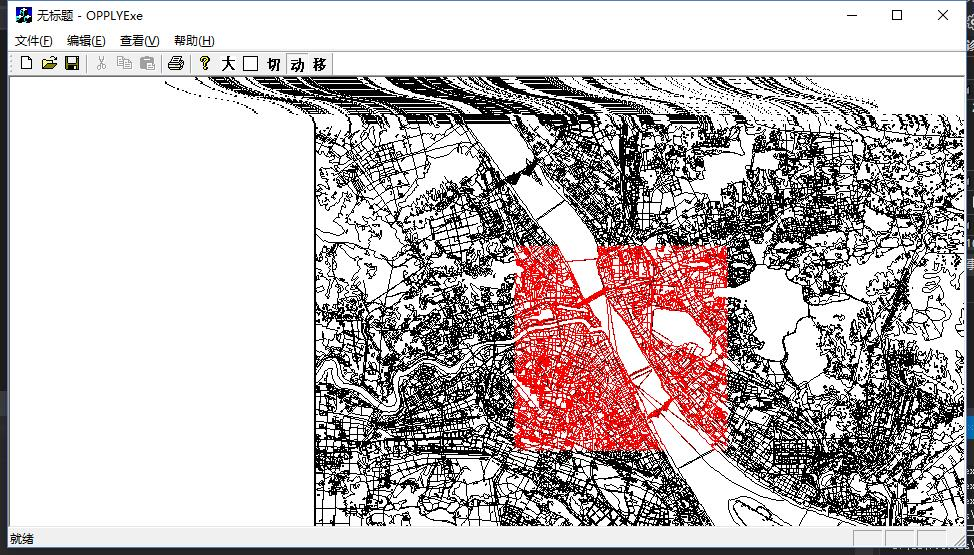 无标题 - OPPLYExe
文件(F) 编辑(E) 查看(V) 帮助(H)
大 切 动 移
就绪